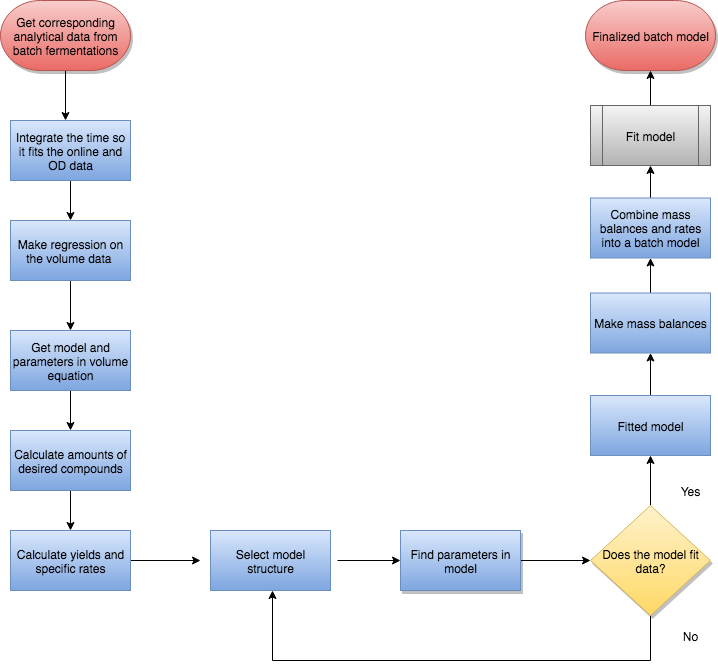 Get corresponding
analytical data from
batch fermentations
Integrate the time so
it fits the online and
OD data
Make regression on
the volume data
Get model and
parameters in volume
equation
Calculate amounts of
desired compounds
Calculate yields and
specific rates
Select model
structure
Find parameters in
model
Does the model fit
data?
No
Yes
Fitted model
Make mass balances
Combine mass
balances and rates
into a batch model
Fit model
Finalized batch model